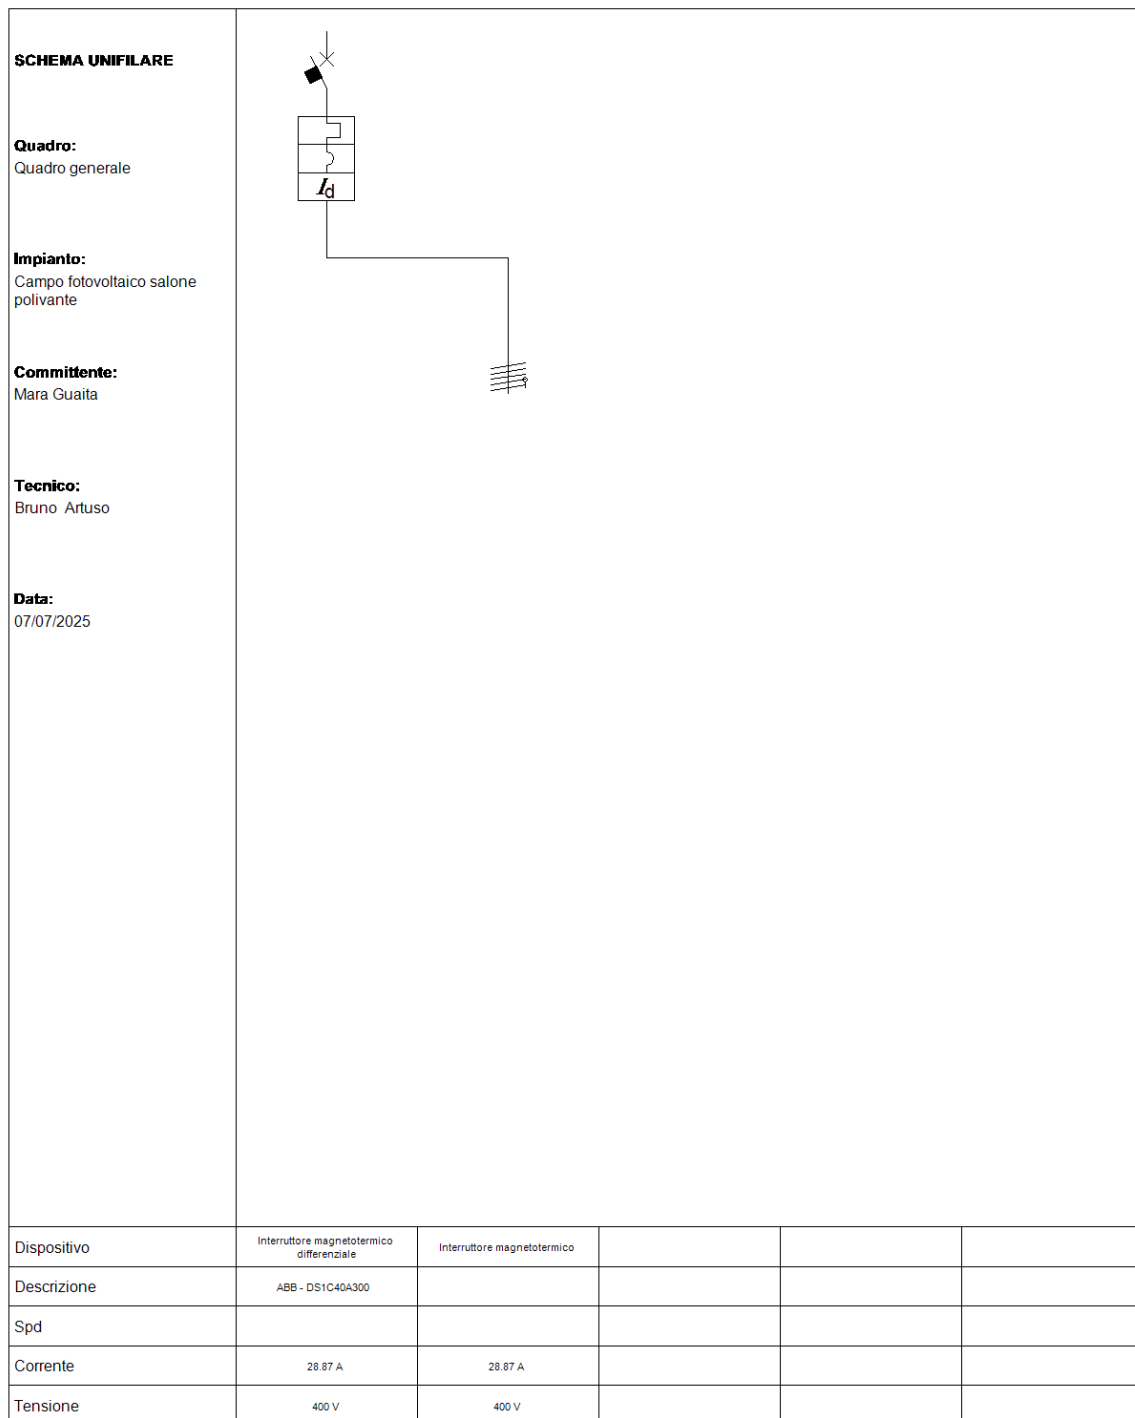 SCHEMA UNIFILARE
Quadro:
Quadro generale
Impianto:
Campo fotovoltaico salone
polivante
Committente:
Mara Guaita
Tecnico:
Bruno Artuso
Data:
07/07/2025
Id
Dispositivo
Interruttore magnetotermico
differenziale
Interruttore magnetotermico
Descrizione
ABB - DS1C40A300
Spd
Corrente
28.87 A
28.87 A
Tensione
400 V
400 V